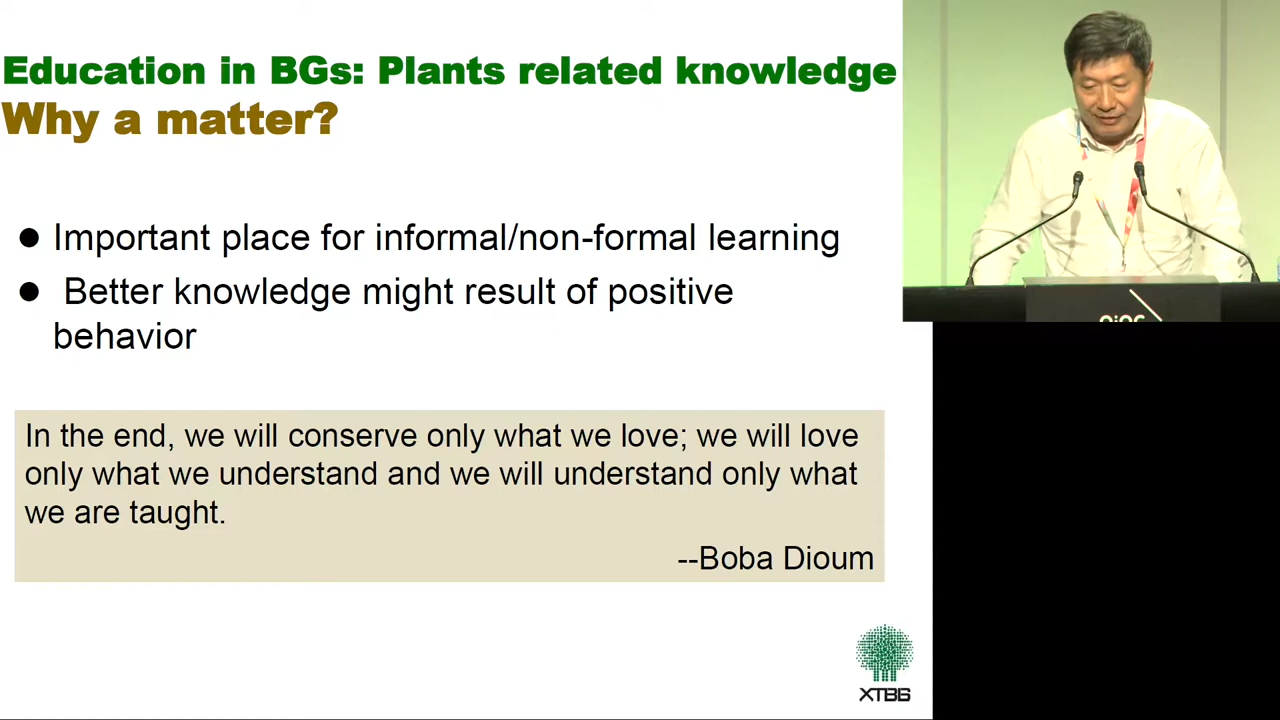 Education in BGs: Plants related knowledge
Why a matter?
● Important place for informal/non-formal learning
● Better knowledge might result of positive
behavior
In the end, we will conserve only what we love; we will love
only what we understand and we will understand only what
we are taught.
--Boba Dioum
XTBG